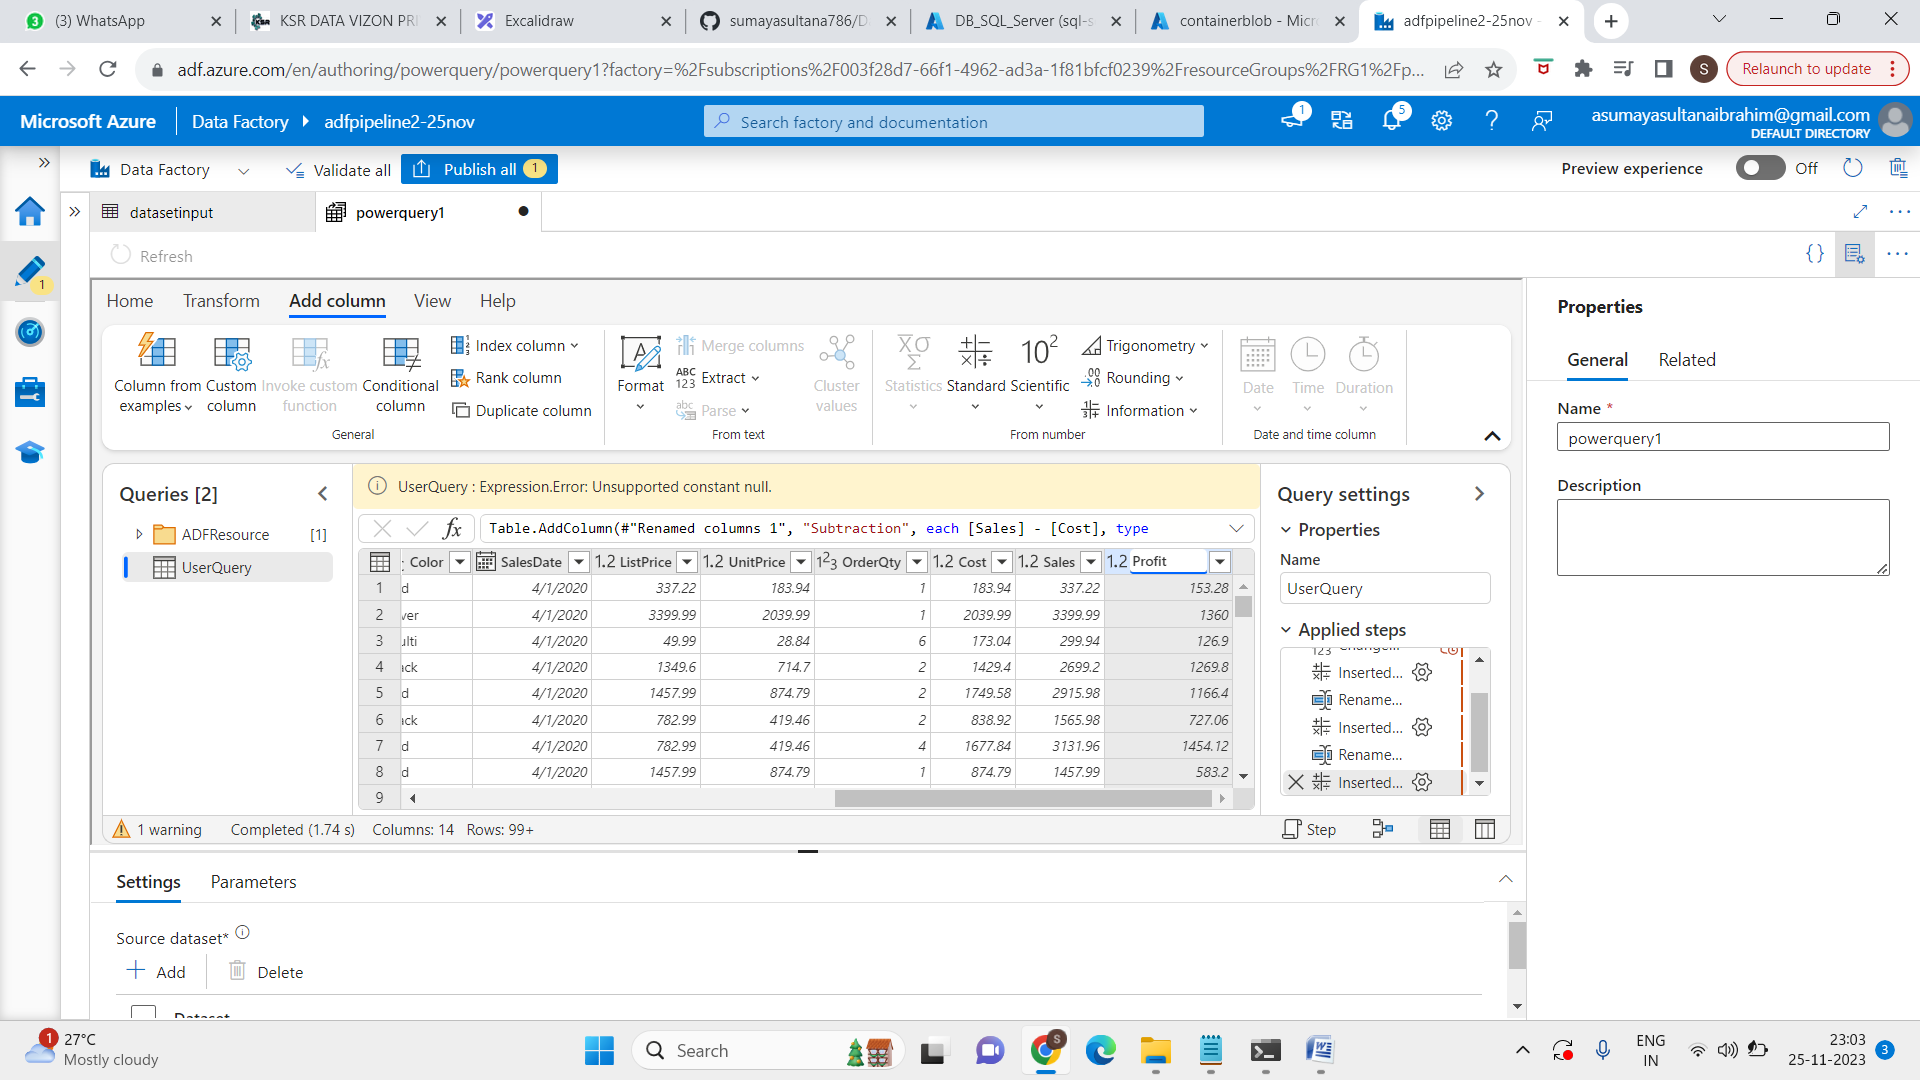 (3) WhatsApp
KSR DATA VIZON PRI
Excalidraw
sumayasultana786/D
DB_SQL_Server (sql-s
containerblob - Micro
adfpipeline2-25nov -
adf.azure.com/en/authoring/powerquery/powerquery1?factory=%2Fsubscriptions%2F003f28d7-66f1-4962-ad3a-1f81bfcf0239%2FresourceGroups%2FRG1%2Fp...
S
Relaunch to update
Microsoft Azure
Data Factory
adfpipeline2-25nov
Search factory and documentation
1
5
asumayasultanaibrahim@gmail.com
DEFAULT DIRECTORY
Data Factory
Validate all
Publish all 1
Preview experience
Off
datasetinput
powerquery1
Refresh
1
Home
Transform
Add column
View
Help
Column from examples
Custom column
Invoke custom function
Conditional column
Index column
Rank column
Duplicate column
General
Format
Merge columns
Extract
Parse
Cluster values
From text
Statistics
Standard
Scientific
Trigonometry
Rounding
Information
From number
Date
Time
Duration
Date and time column
Properties
General
Related
Name *
powerquery1
Description
Queries [2]
ADFResource [1]
UserQuery
UserQuery : Expression.Error: Unsupported constant null.
fx
Table.AddColumn(#"Renamed columns 1", "Subtraction", each [Sales] - [Cost], type
Color SalesDate 1.2 ListPrice 1.2 UnitPrice 123 OrderQty 1.2 Cost 1.2 Sales 1.2 Profit
1 d 4/1/2020 337.22 183.94 1 183.94 337.22 153.28
2 ver 4/1/2020 3399.99 2039.99 1 2039.99 3399.99 1360
3 ulti 4/1/2020 49.99 28.84 6 173.04 299.94 126.9
4 ack 4/1/2020 1349.6 714.7 2 1429.4 2699.2 1269.8
5 d 4/1/2020 1457.99 874.79 2 1749.58 2915.98 1166.4
6 ack 4/1/2020 782.99 419.46 2 838.92 1565.98 727.06
7 d 4/1/2020 782.99 419.46 4 1677.84 3131.96 1454.12
8 d 4/1/2020 1457.99 874.79 1 874.79 1457.99 583.2
9
Query settings
Properties
Name
UserQuery
Applied steps
Inserted...
Rename...
Inserted...
Rename...
Inserted...
1 warning
Completed (1.74 s)
Columns: 14
Rows: 99+
Step
Settings
Parameters
Source dataset*
Add
Delete
Dataset
1
27°C
Mostly cloudy
Search
S
ENG
IN
23:03
25-11-2023
3